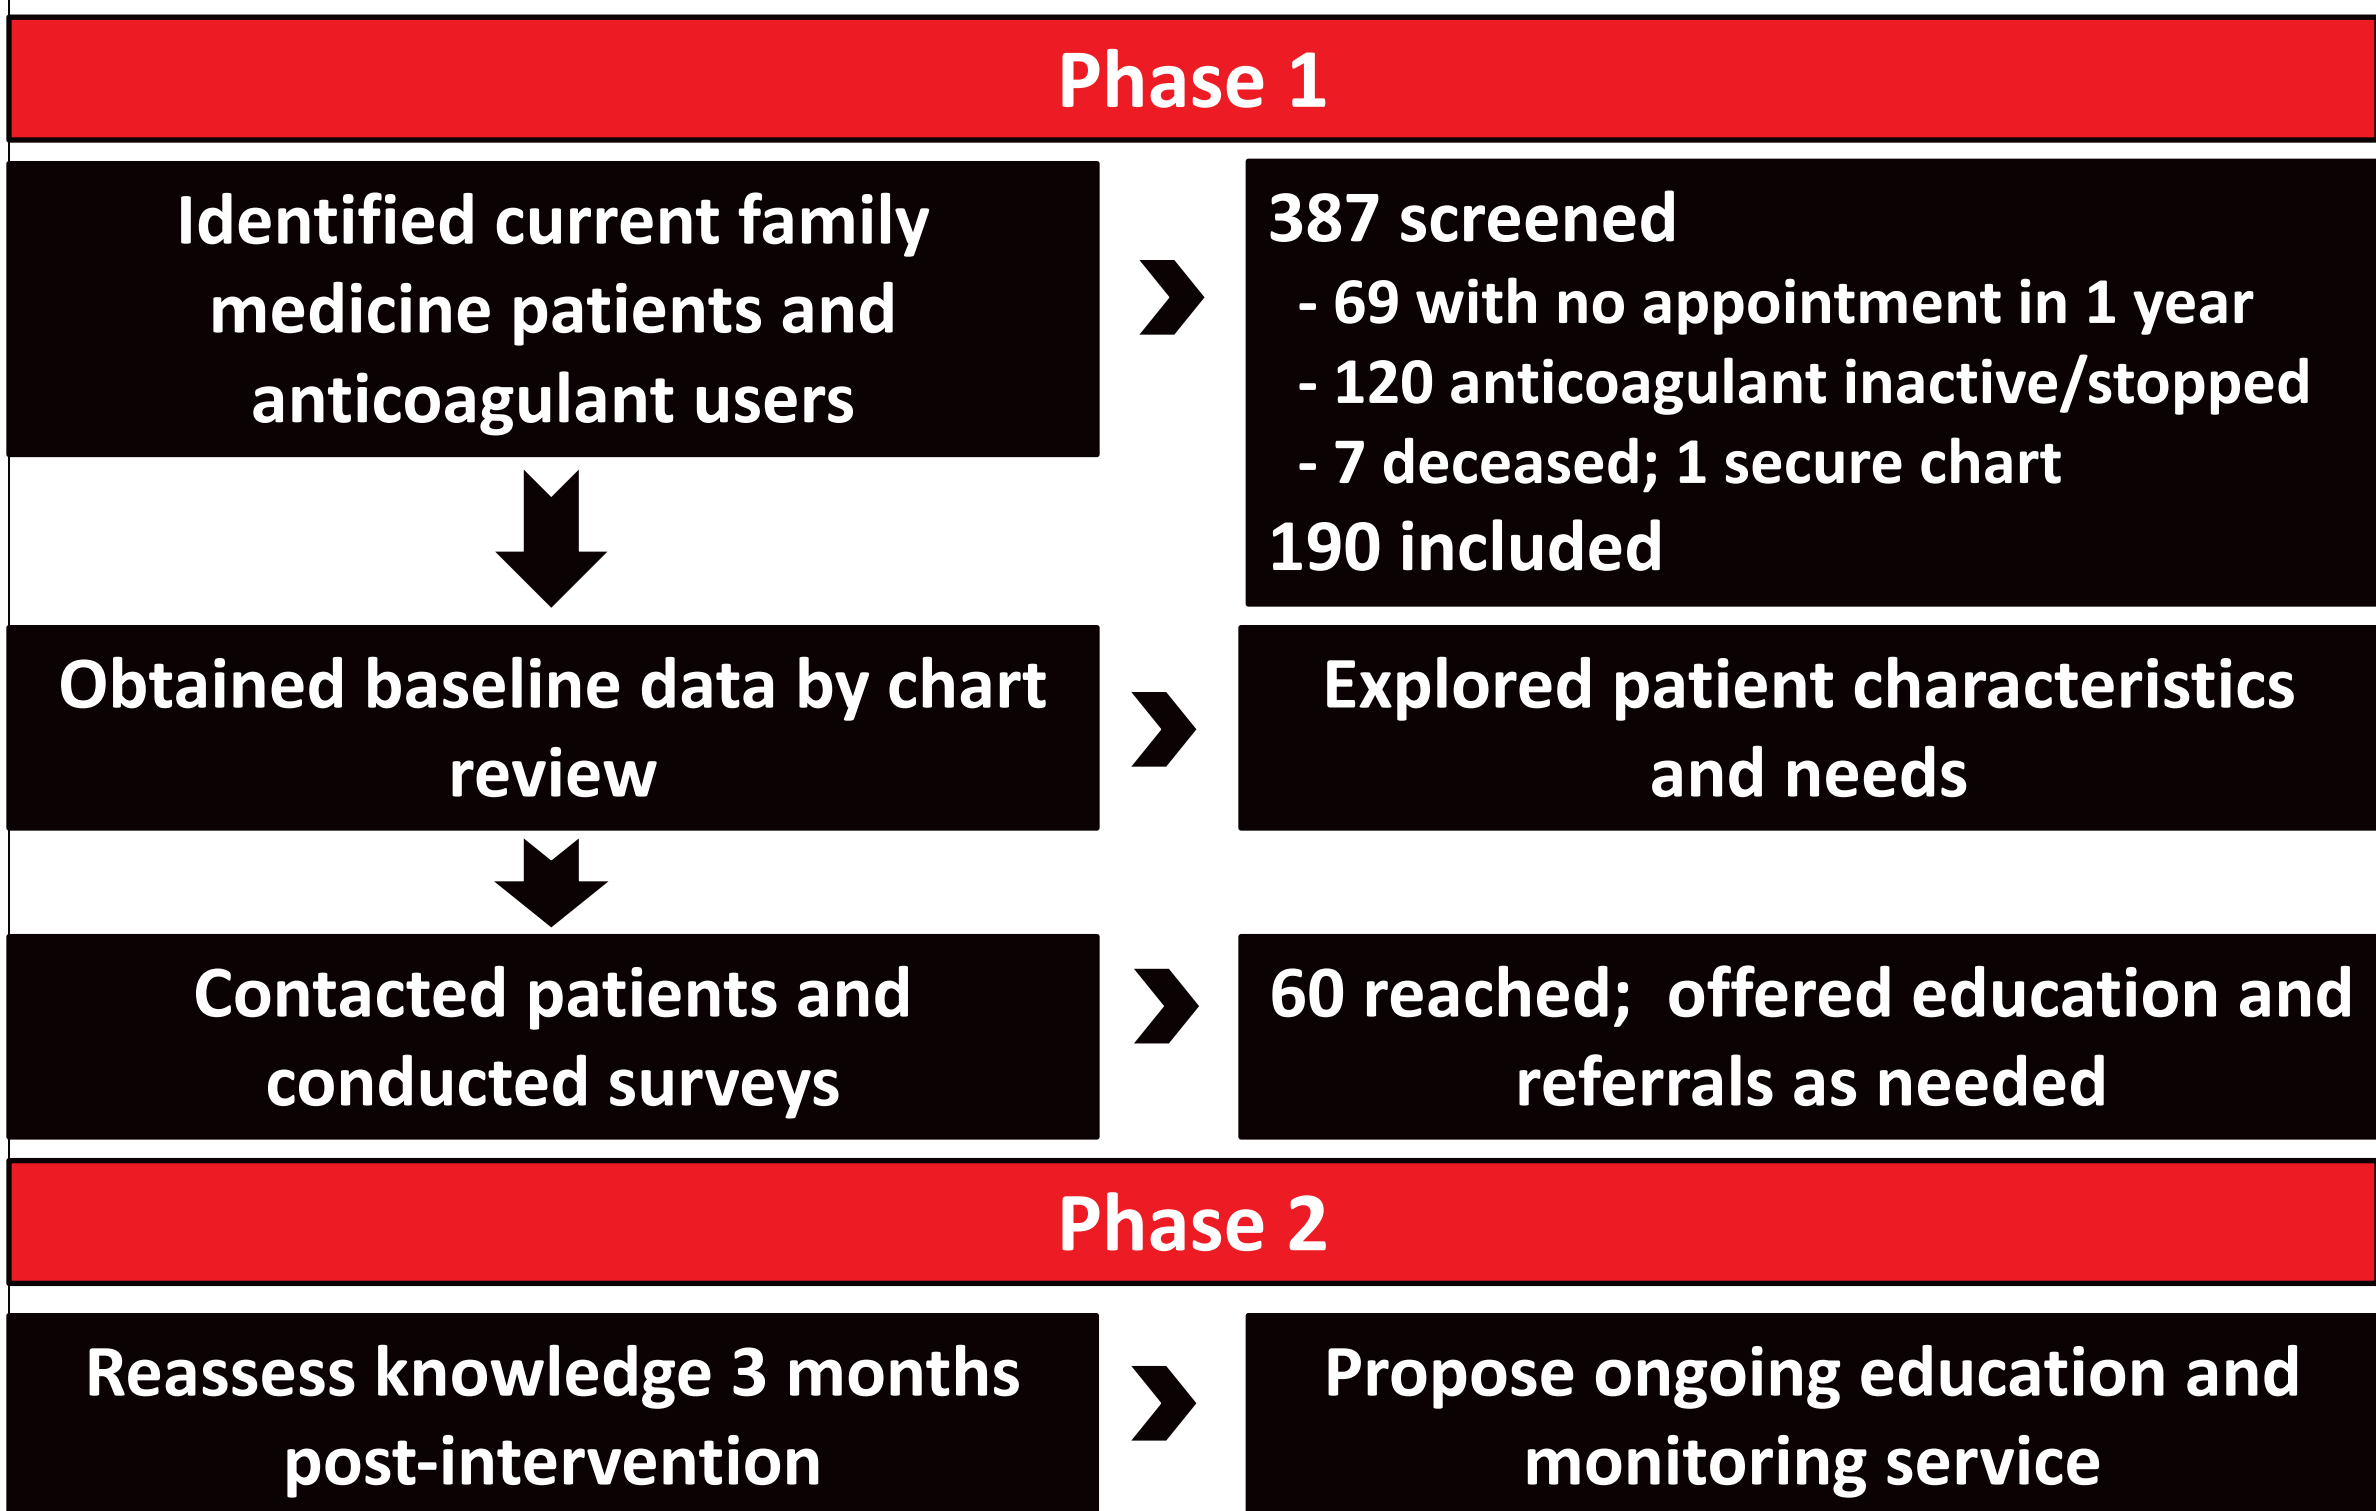 Phase 1
Identified current family
medicine patients and
anticoagulant users
387 screened
- 69 with no appointment in 1 year
- 120 anticoagulant inactive/stopped
- 7 deceased; 1 secure chart
190 included
Obtained baseline data by chart
review
Explored patient characteristics
and needs
Contacted patients and
conducted surveys
60 reached;  offered education and
referrals as needed
Phase 2
Reassess knowledge 3 months
post-intervention
Propose ongoing education and
monitoring service